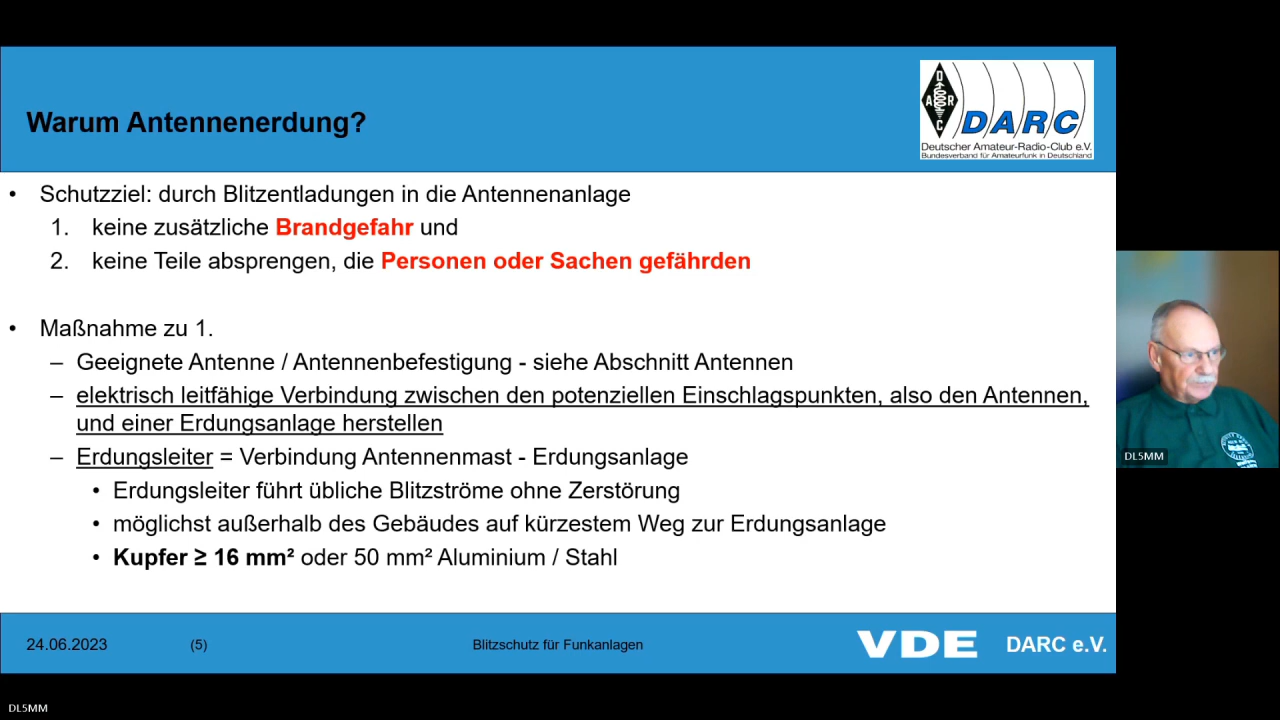 Warum Antennenerdung?
D
A R
C
DARC
Deutscher Amateur-Radio-Club e.V.
Bundesverband für Amateurfunk in Deutschland
• Schutzziel: durch Blitzentladungen in die Antennenanlage
1. keine zusätzliche Brandgefahr und
2. keine Teile absprengen, die Personen oder Sachen gefährden
• Maßnahme zu 1.
– Geeignete Antenne / Antennenbefestigung - siehe Abschnitt Antennen
– elektrisch leitfähige Verbindung zwischen den potenziellen Einschlagspunkten, also den Antennen,
und einer Erdungsanlage herstellen
– Erdungsleiter = Verbindung Antennenmast - Erdungsanlage
• Erdungsleiter führt übliche Blitzströme ohne Zerstörung
• möglichst außerhalb des Gebäudes auf kürzestem Weg zur Erdungsanlage
• Kupfer ≥ 16 mm² oder 50 mm² Aluminium / Stahl
24.06.2023 (5) Blitzschutz für Funkanlagen VDE DARC e.V.
DL5MM
DL5MM